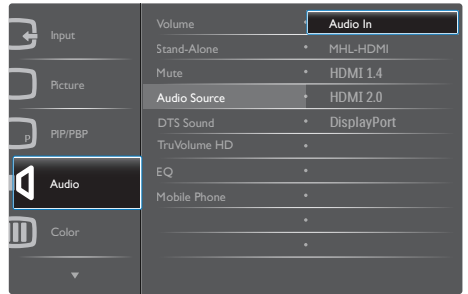 Input
Picture
PIP/PBP
P
Audio
Color
Volume
Stand-Alone
Mute
Audio Source
DTS Sound
TruVolume HD
EQ
Mobile Phone
Audio In
MHL-HDMI
HDMI 1.4
HDMI 2.0
DisplayPort